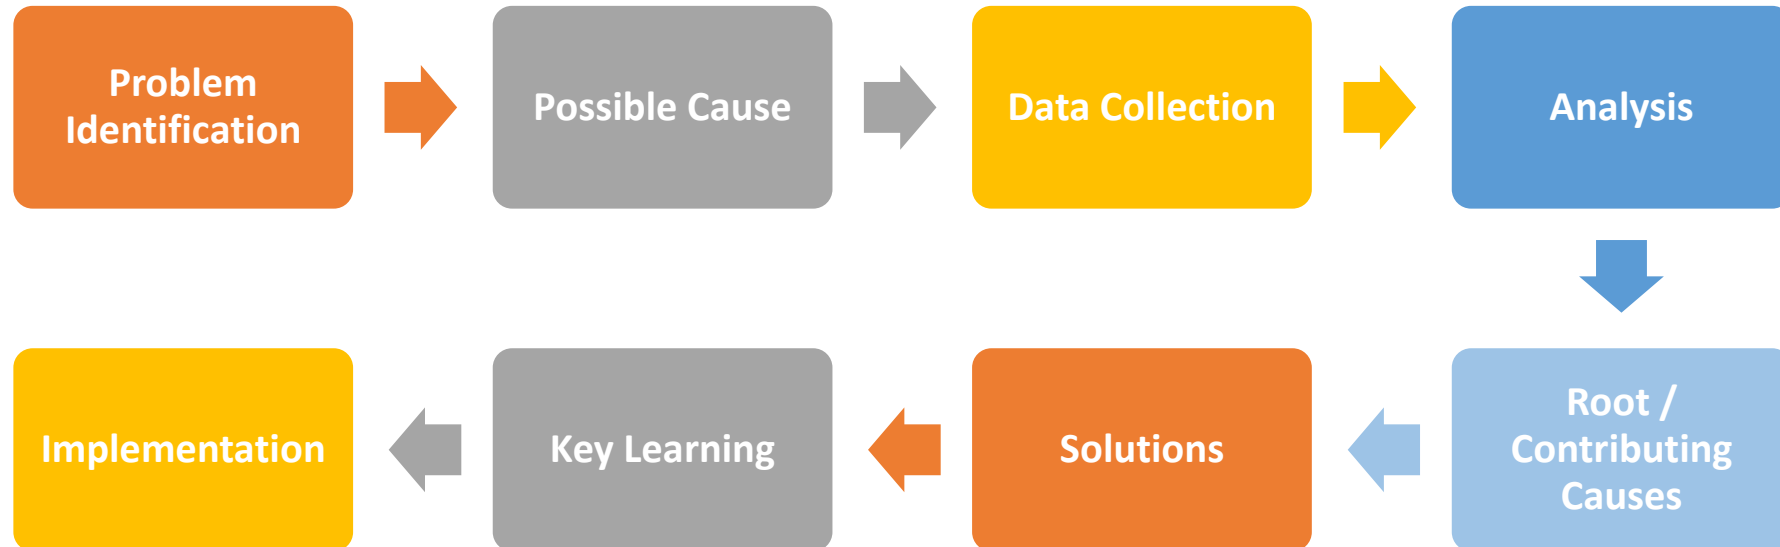 Problem
Identification
Possible Cause
Data Collection
Analysis
Root /
Contributing
Causes
Solutions
Key Learning
Implementation